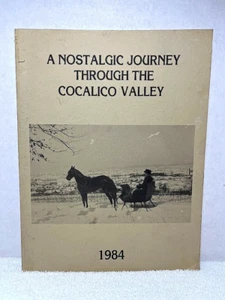 A NOSTALGIC JOURNEY
THROUGH THE
COCALICO VALLEY
1984